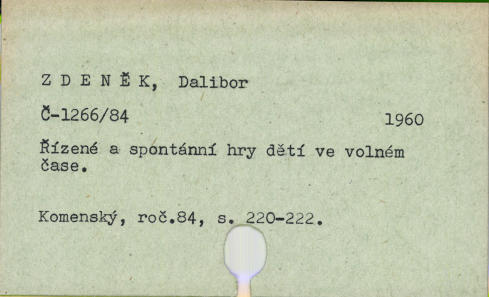 Z D E N Ě K, Dalibor
Č-1266/84 1960
Řízené a spontánní hry dětí ve volném
čase.
Komenský, roč.84, s. 220-222.